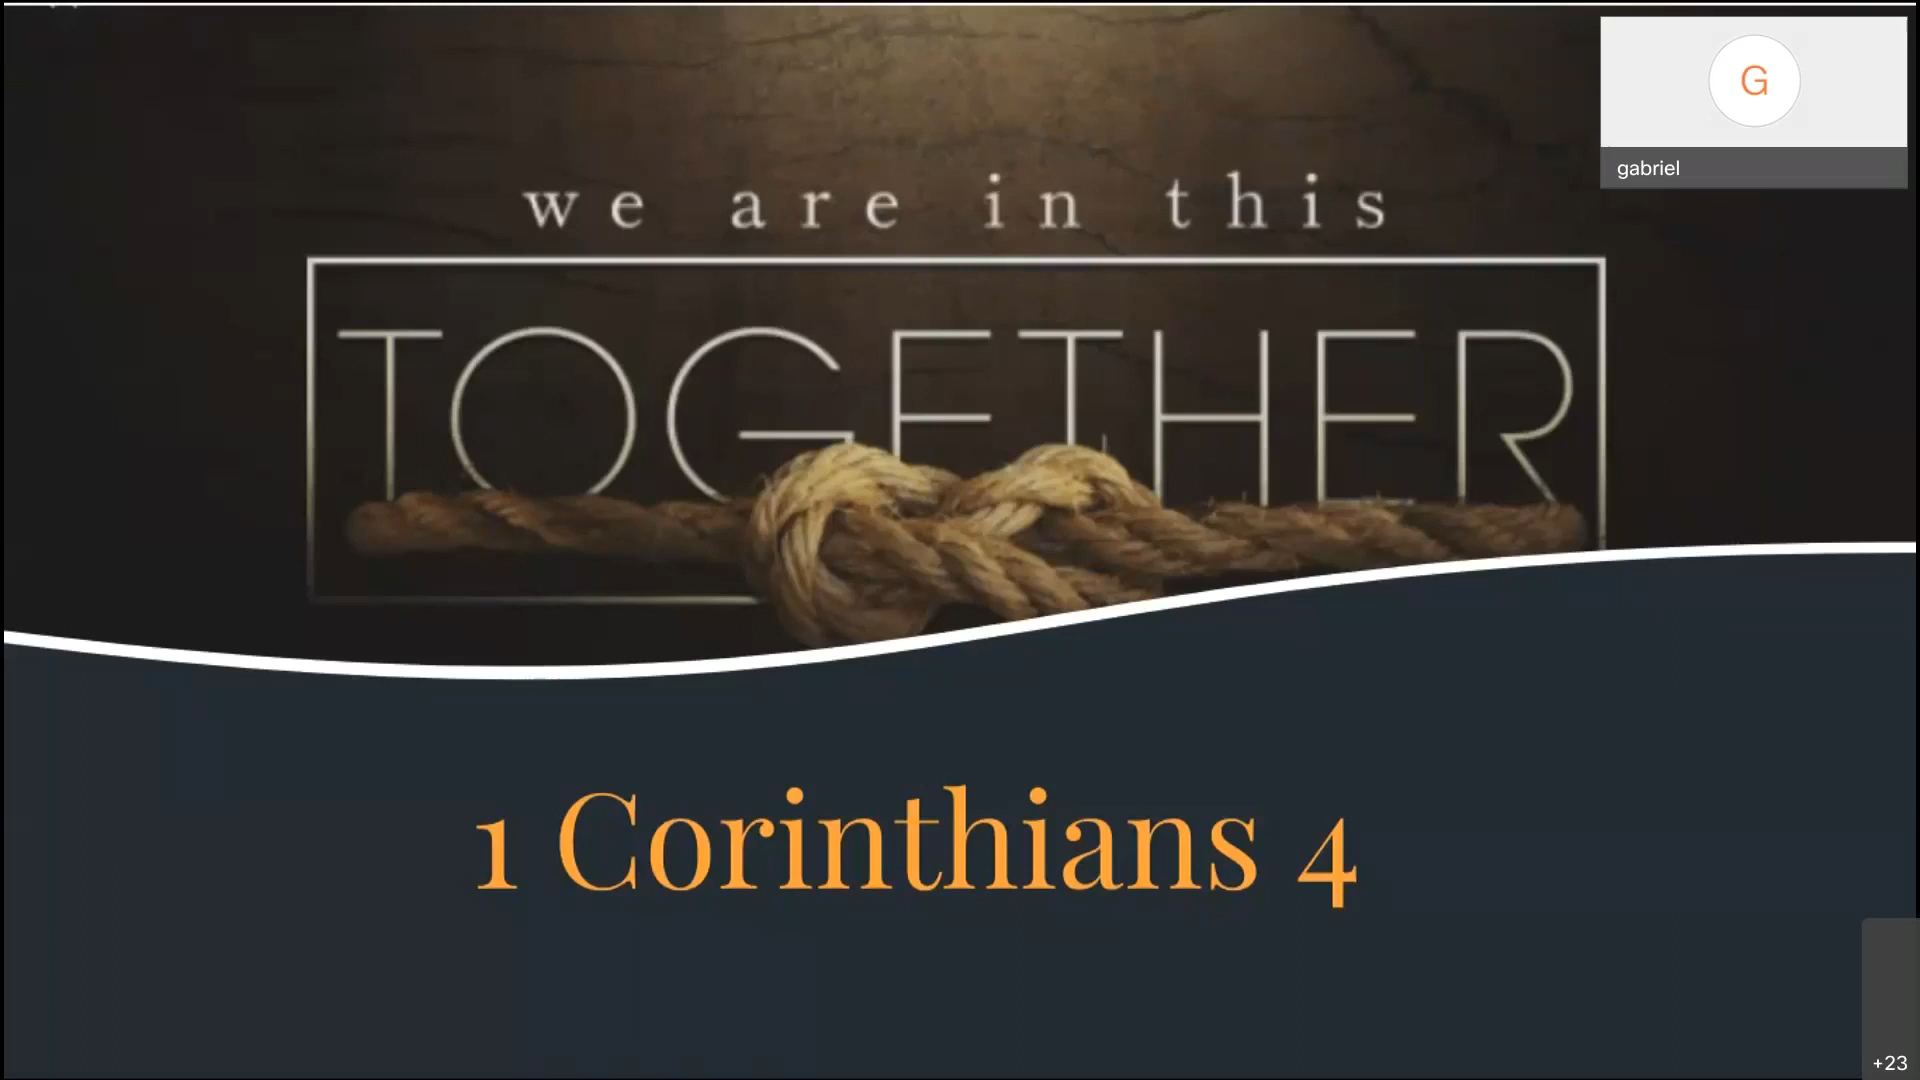 we are in this
TOGETHER
1 Corinthians 4
G
gabriel
+23